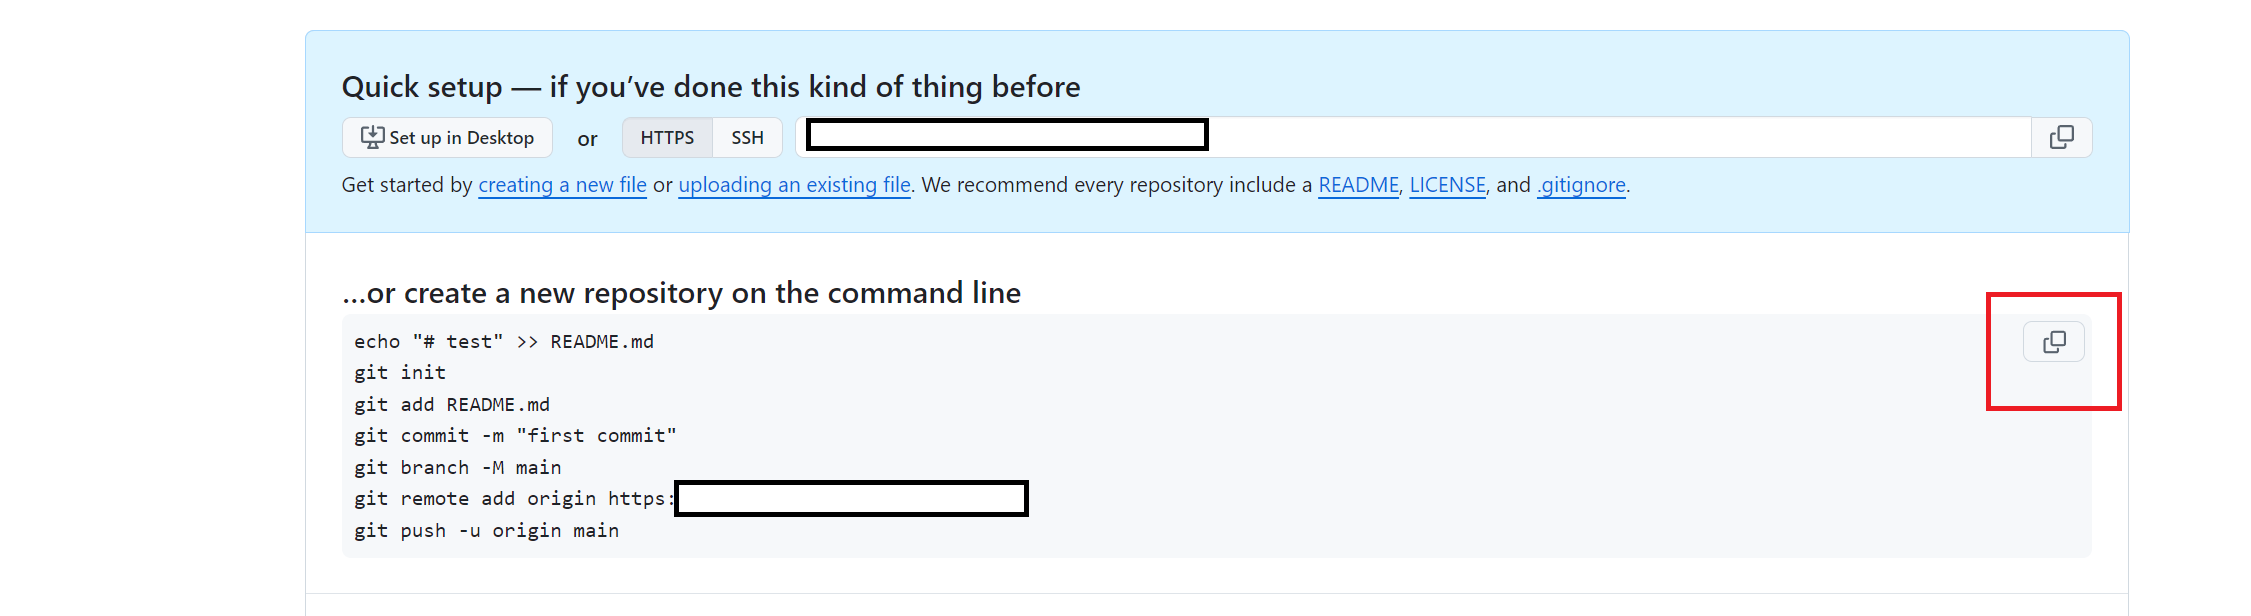 Quick setup — if you’ve done this kind of thing before
Set up in Desktop or HTTPS SSH
Get started by creating a new file or uploading an existing file. We recommend every repository include a README, LICENSE, and .gitignore.
…or create a new repository on the command line
echo "# test" >> README.md
git init
git add README.md
git commit -m "first commit"
git branch -M main
git remote add origin https:
git push -u origin main